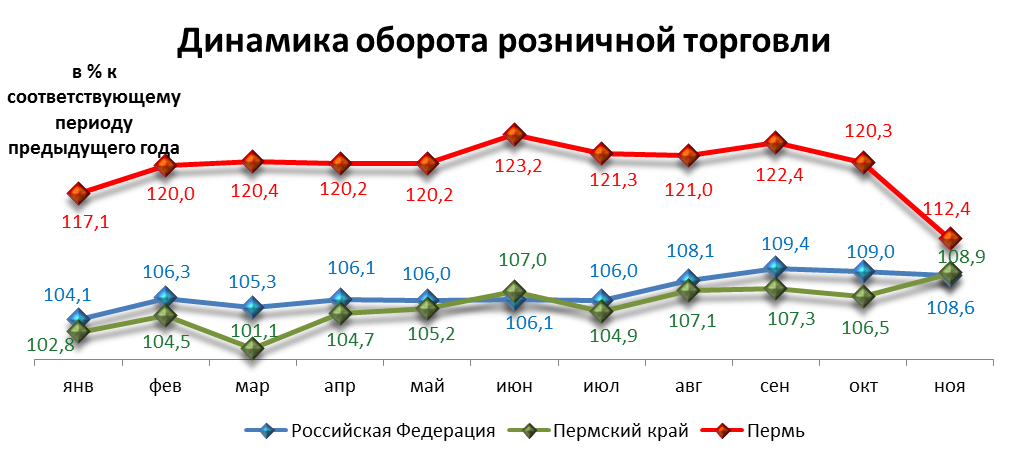 Динамика оборота розничной торговли
в % к
соответствующему
периоду
предыдущего года
117,1 120,0 120,4 120,2 120,2 123,2 121,3 121,0 122,4 120,3 112,4
104,1 106,3 105,3 106,1 106,0 106,1 106,0 108,1 109,4 109,0 108,6
102,8 104,5 101,1 104,7 105,2 107,0 104,9 107,1 107,3 106,5 108,9
янв фев мар апр май июн июл авг сен окт ноя
Российская Федерация Пермский край Пермь